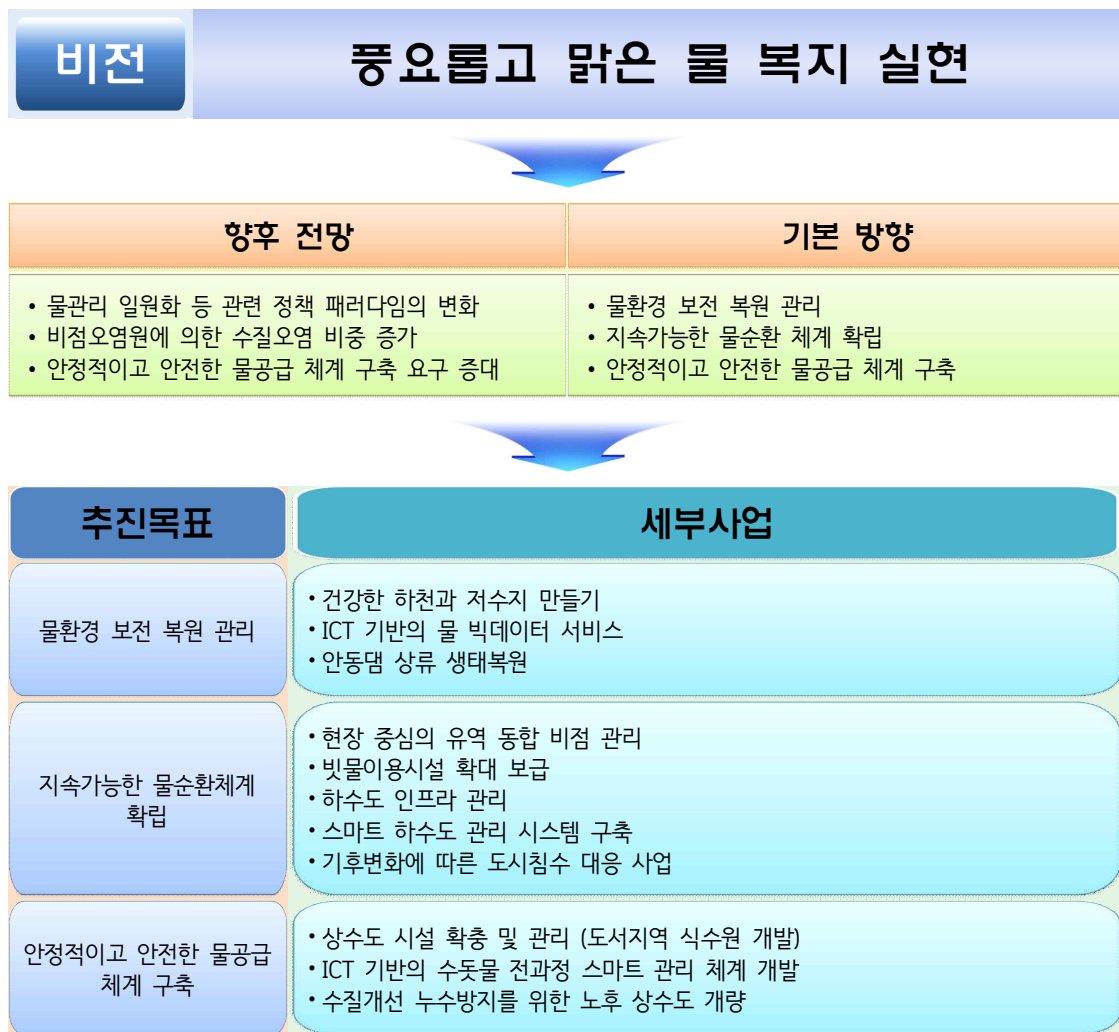 비전
풍요롭고 맑은 물 복지 실현
향후 전망
기본 방향
• 물관리 일원화 등 관련 정책 패러다임의 변화
• 비점오염원에 의한 수질오염 비중 증가
• 안정적이고 안전한 물공급 체계 구축 요구 증대
• 물환경 보전 복원 관리
• 지속가능한 물순환 체계 확립
• 안정적이고 안전한 물공급 체계 구축
추진목표
세부사업
물환경 보전 복원 관리
• 건강한 하천과 저수지 만들기
• ICT 기반의 물 빅데이터 서비스
• 안동댐 상류 생태복원
지속가능한 물순환체계
확립
• 현장 중심의 유역 동합 비점 관리
• 빗물이용시설 확대 보급
• 하수도 인프라 관리
• 스마트 하수도 관리 시스템 구축
• 기후변화에 따른 도시침수 대응 사업
안정적이고 안전한 물공급
체계 구축
• 상수도 시설 확충 및 관리 (도서지역 식수원 개발)
• ICT 기반의 수돗물 전과정 스마트 관리 체계 개발
• 수질개선 누수방지를 위한 노후 상수도 개량